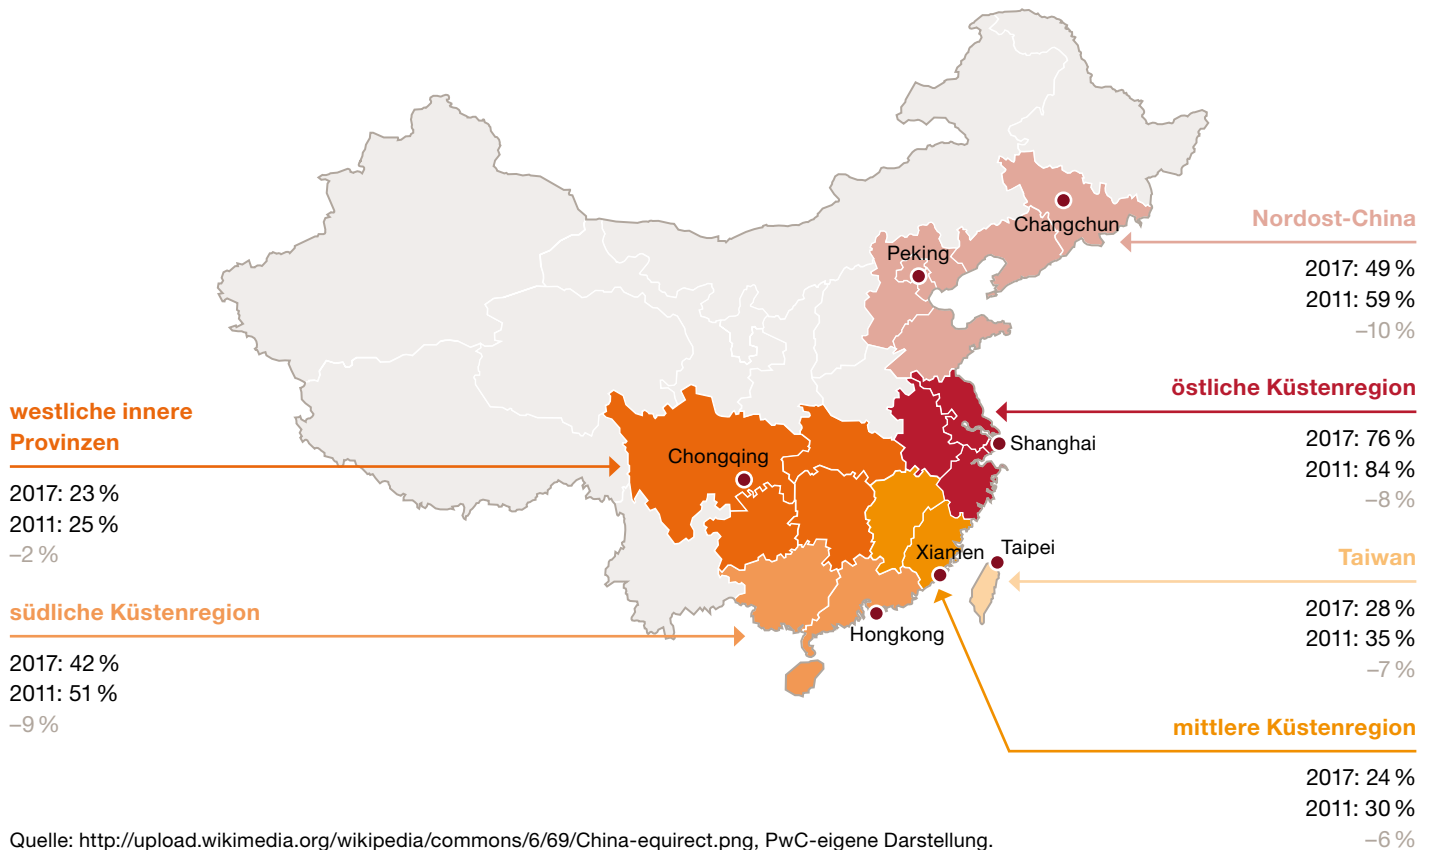 Changchun
Peking
Nordost-China
2017: 49 %
2011: 59 %
–10 %
östliche Küstenregion
2017: 76 %
2011: 84 %
–8 %
Shanghai
westliche innere
Provinzen
2017: 23 %
2011: 25 %
–2 %
Chongqing
Xiamen
Taipei
Taiwan
2017: 28 %
2011: 35 %
–7 %
südliche Küstenregion
2017: 42 %
2011: 51 %
–9 %
Hongkong
mittlere Küstenregion
2017: 24 %
2011: 30 %
–6 %
Quelle: http://upload.wikimedia.org/wikipedia/commons/6/69/China-equirect.png, PwC-eigene Darstellung.